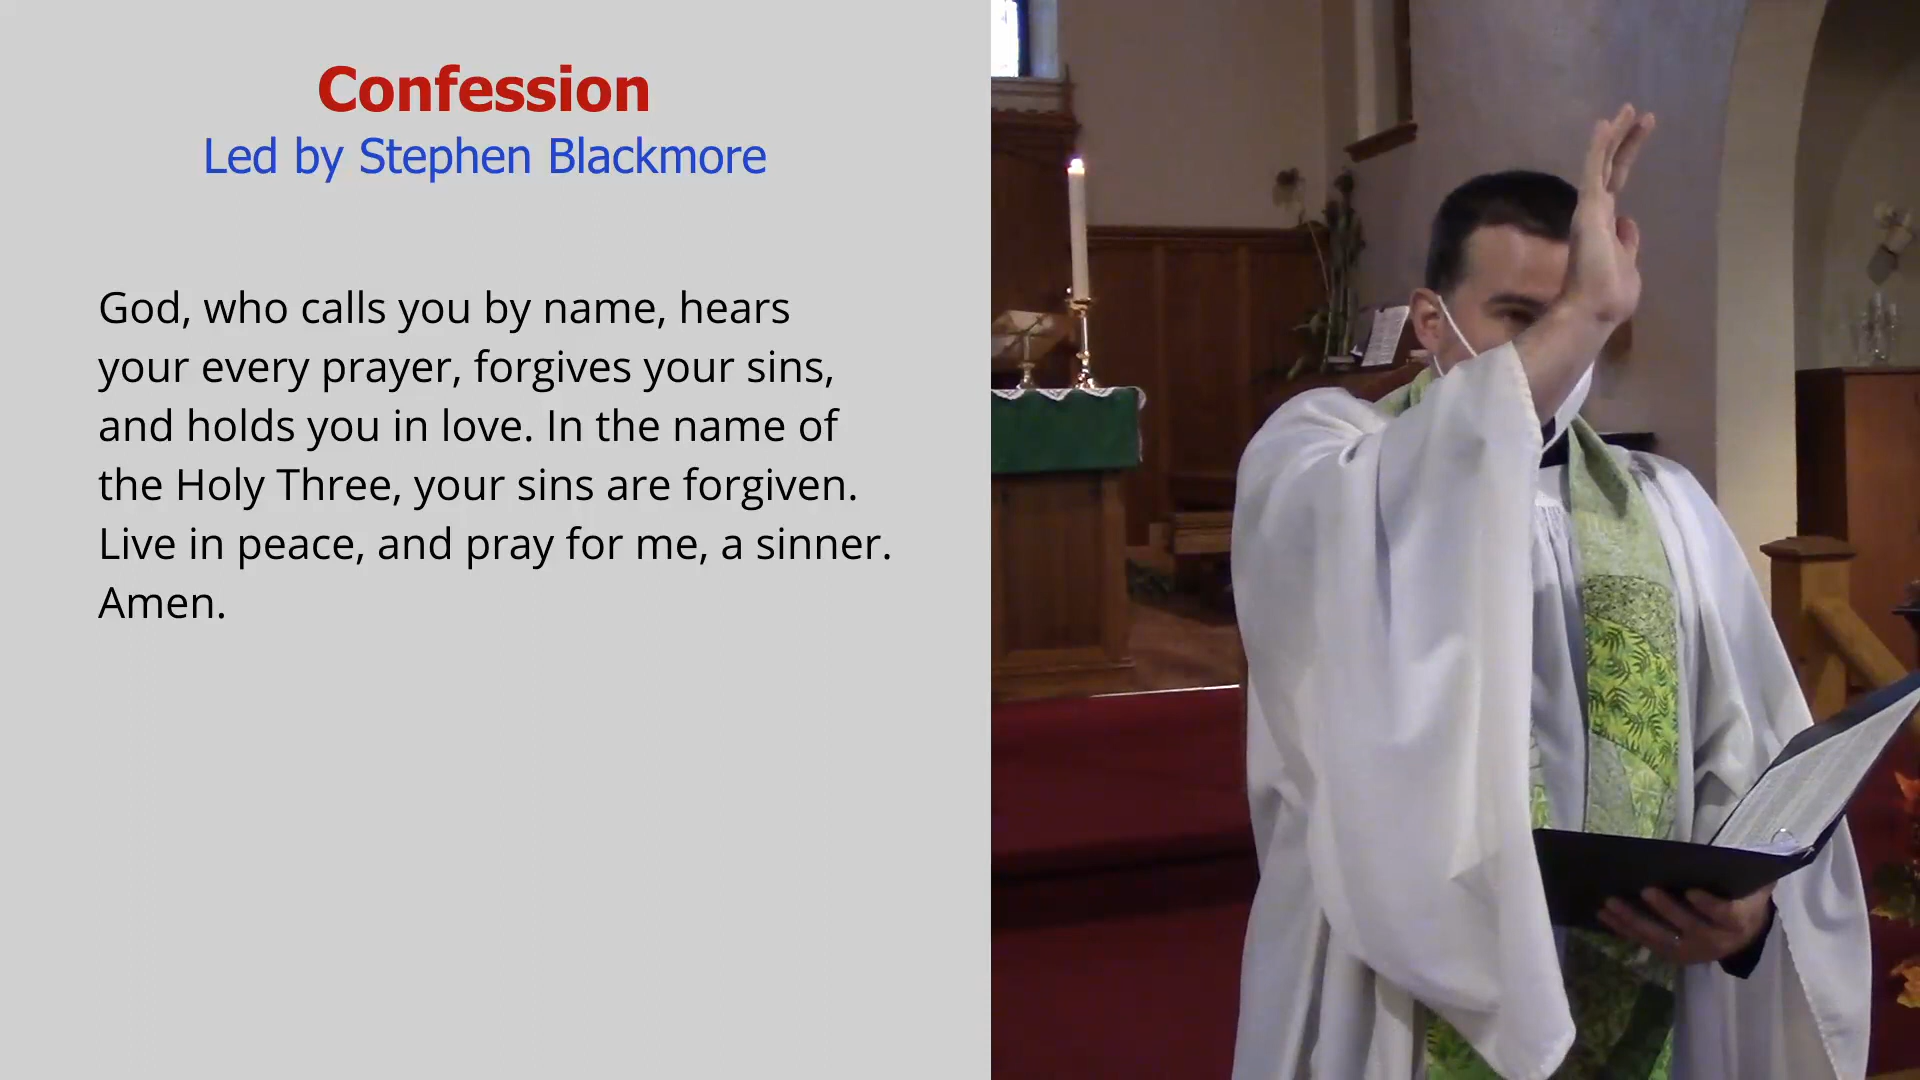 Confession
Led by Stephen Blackmore
God, who calls you by name, hears
your every prayer, forgives your sins,
and holds you in love. In the name of
the Holy Three, your sins are forgiven.
Live in peace, and pray for me, a sinner.
Amen.